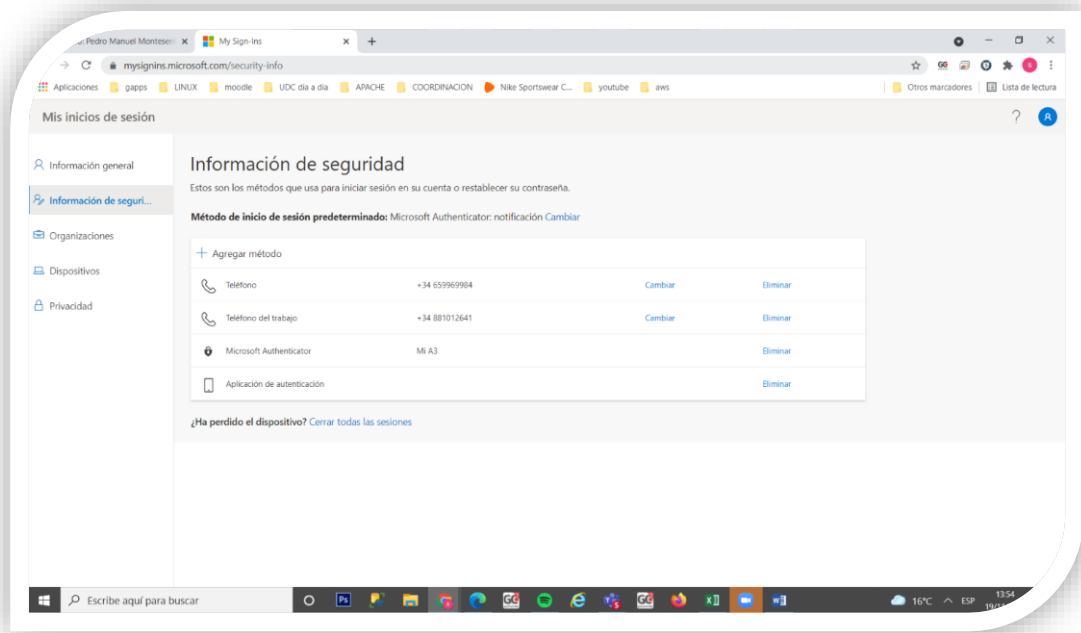 Pedro Manuel Monteseri
My Sign-Ins
mysignins.microsoft.com/security-info
Aplicaciones gapps LINUX moodle UDC dia a dia APACHE COORDINACION Nike Sportswear C... youtube aws Otros marcadores Lista de lectura
Mis inicios de sesión
Información general
Información de seguri...
Organizaciones
Dispositivos
Privacidad
Información de seguridad
Estos son los métodos que usa para iniciar sesión en su cuenta o restablecer su contraseña.
Método de inicio de sesión predeterminado: Microsoft Authenticator: notificación Cambiar
Agregar método
Teléfono +34 659969984 Cambiar Eliminar
Teléfono del trabajo +34 881012641 Cambiar Eliminar
Microsoft Authenticator Mi A3 Eliminar
Aplicación de autenticación Eliminar
¿Ha perdido el dispositivo? Cerrar todas las sesiones
Escribe aquí para buscar
16°C ESP
13:54